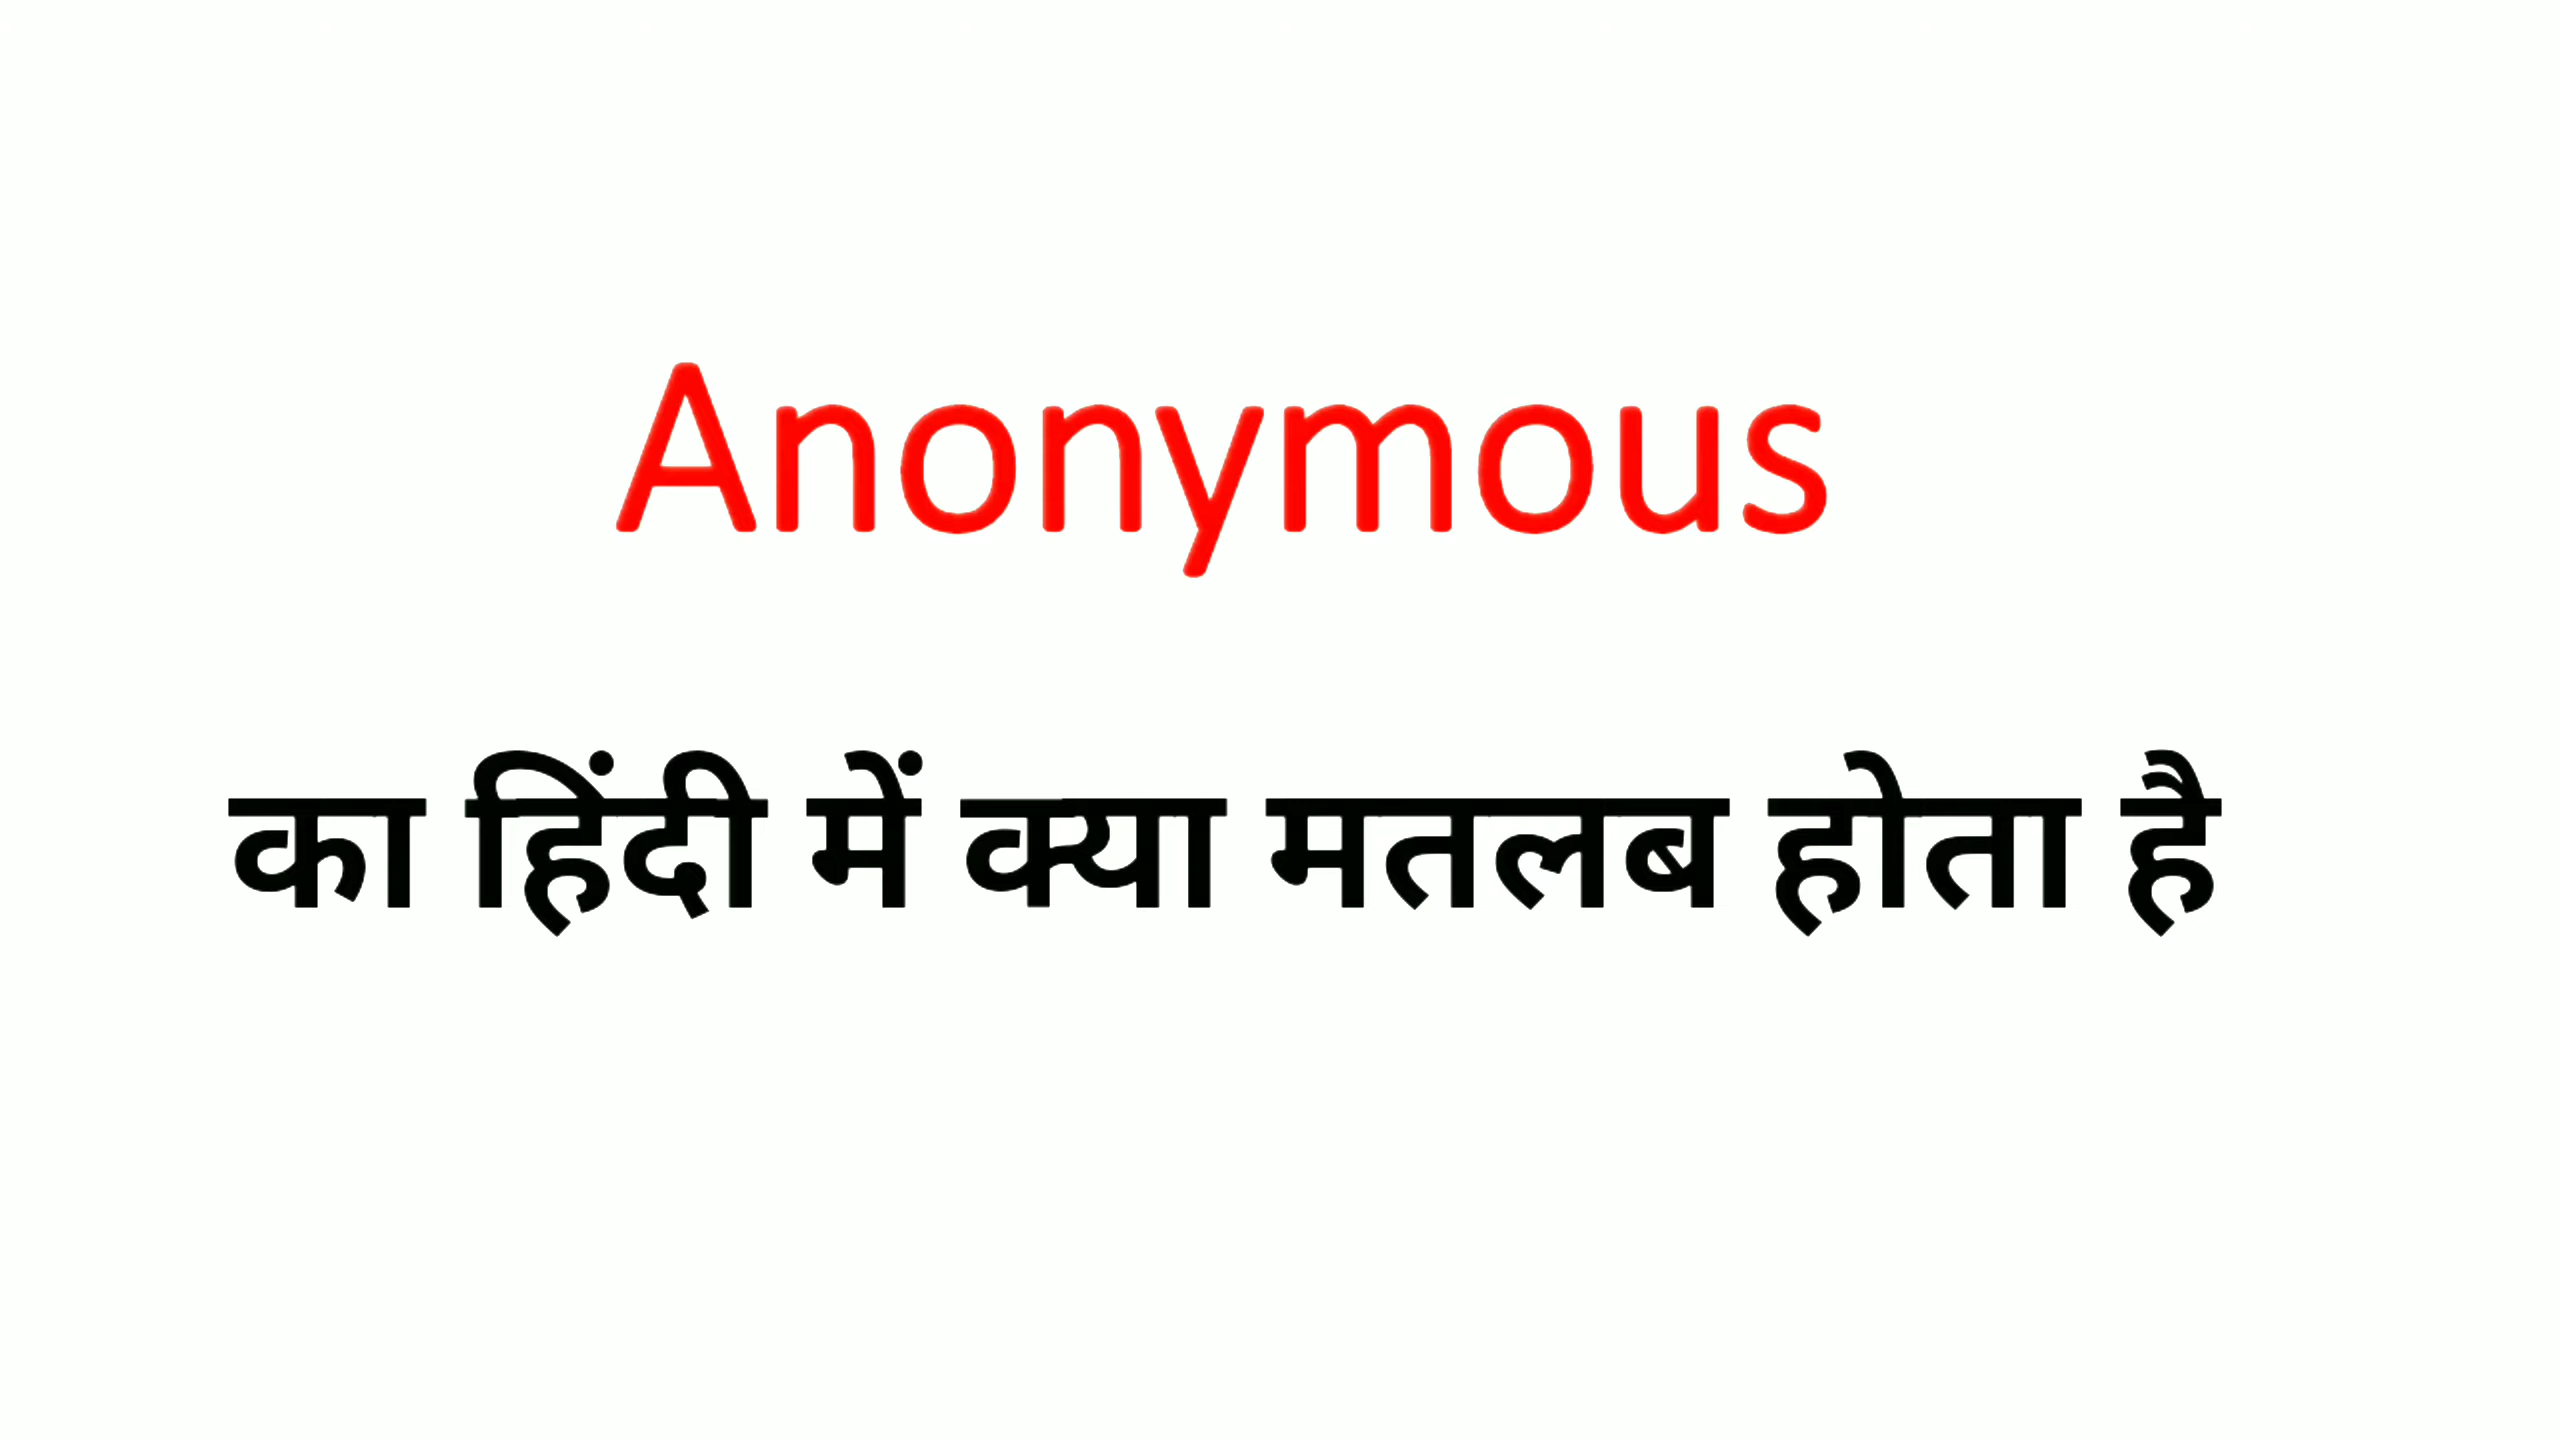 Anonymous
का हिंदी में क्या मतलब होता है